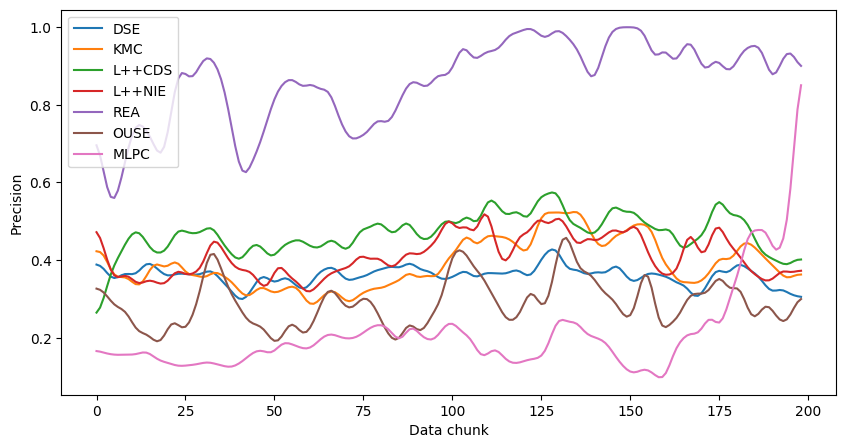 DSE
KMC
L++CDS
L++NIE
REA
OUSE
MLPC
1.0
0.8
0.6
0.4
0.2
Precision
0 25 50 75 100 125 150 175 200
Data chunk